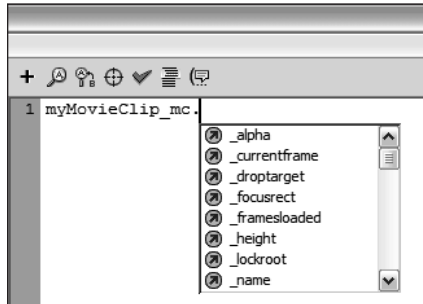 1 myMovieClip_mc.
_alpha
_currentframe
_droptarget
_focusrect
_framesloaded
_height
_lockroot
_name